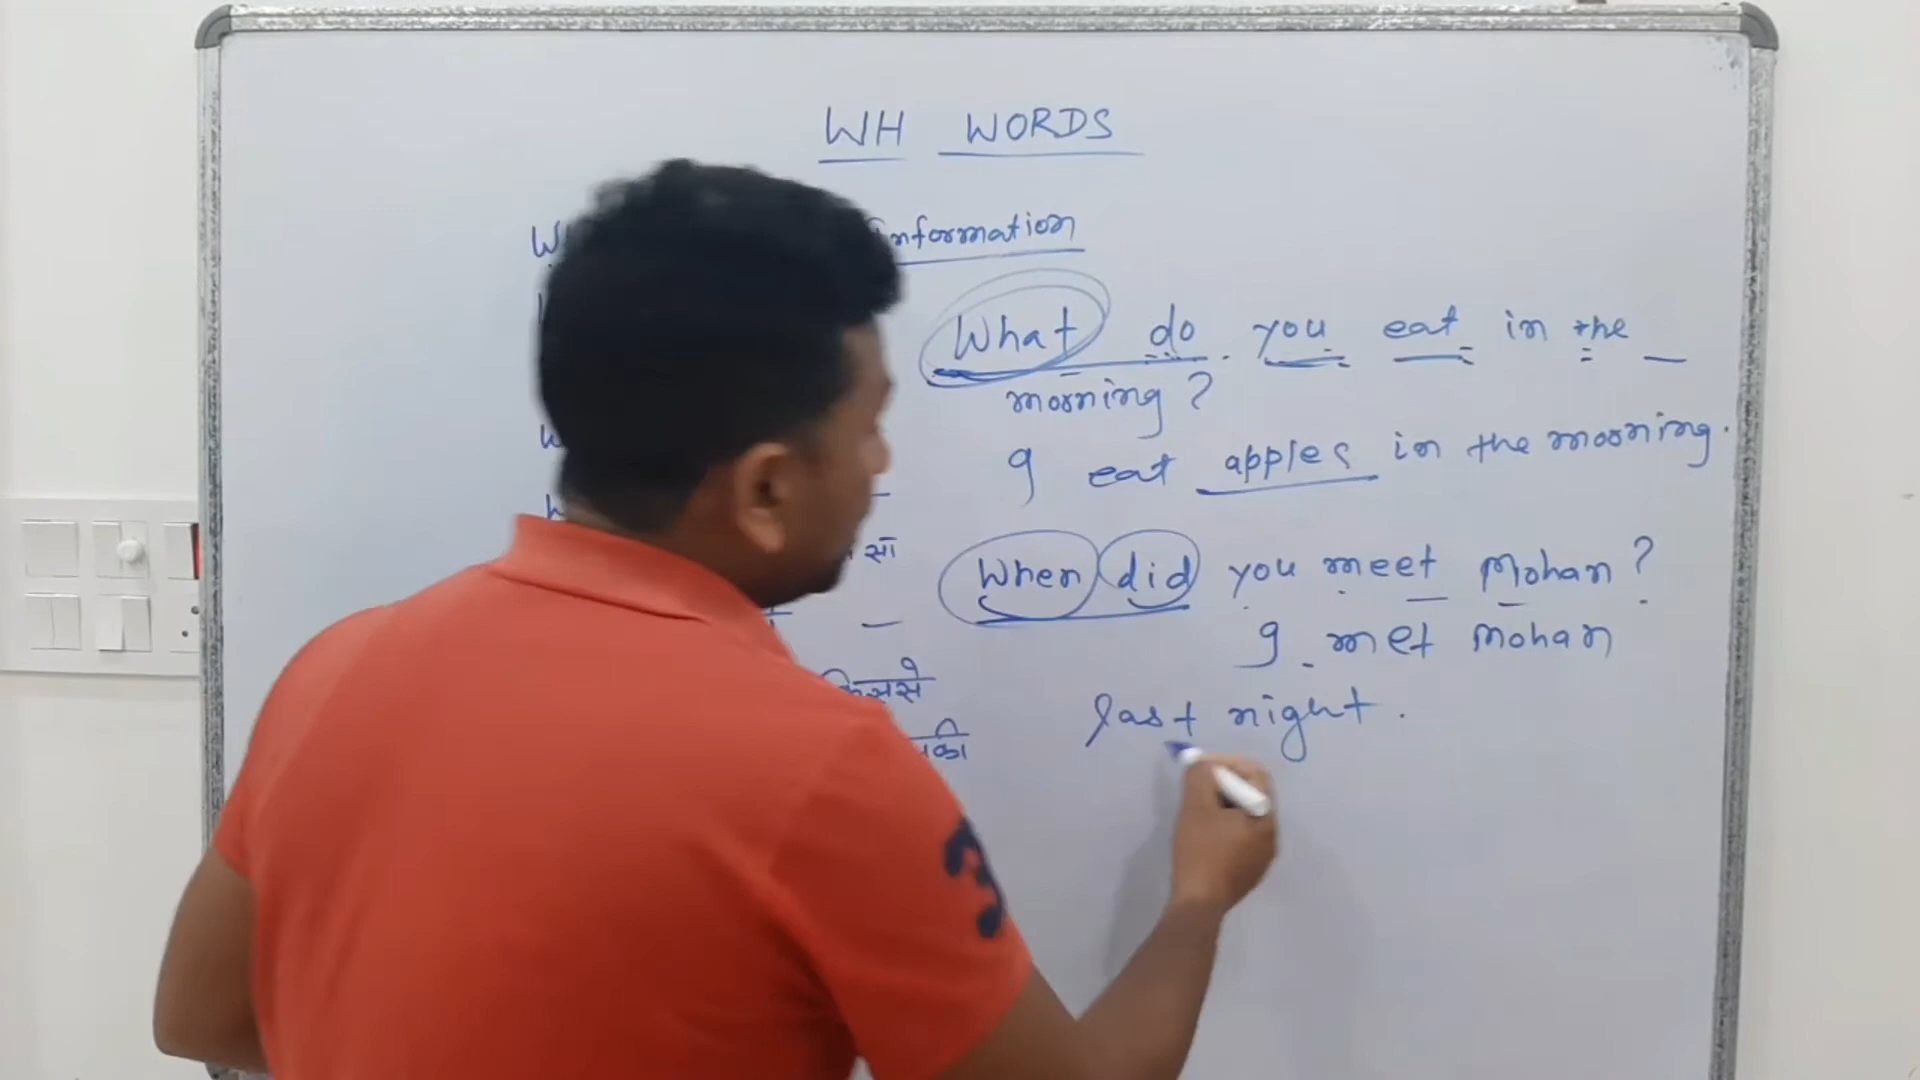 WH WORDS
Information
What do you eat in the
morning?
I eat apples in the morning.
सा
When did you meet Mohan?
I met Mohan
किससे
last night.